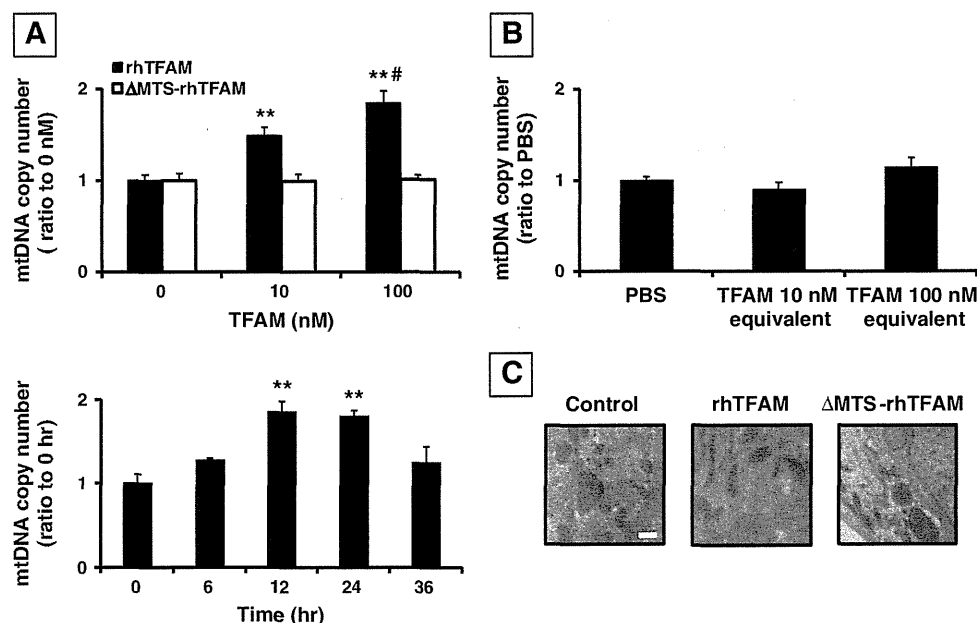 A
mtDNA copy number
( ratio to 0 nM)
2
1
0
rhTFAM
ΔMTS-rhTFAM
**
**#
0 10 100
TFAM (nM)
B
mtDNA copy number
(ratio to PBS)
2
1
0
PBS
TFAM 10 nM
equivalent
TFAM 100 nM
equivalent
mtDNA copy number
(ratio to 0 hr)
2
1
0
**
**
0 6 12 24 36
Time (hr)
C
Control
rhTFAM
ΔMTS-rhTFAM